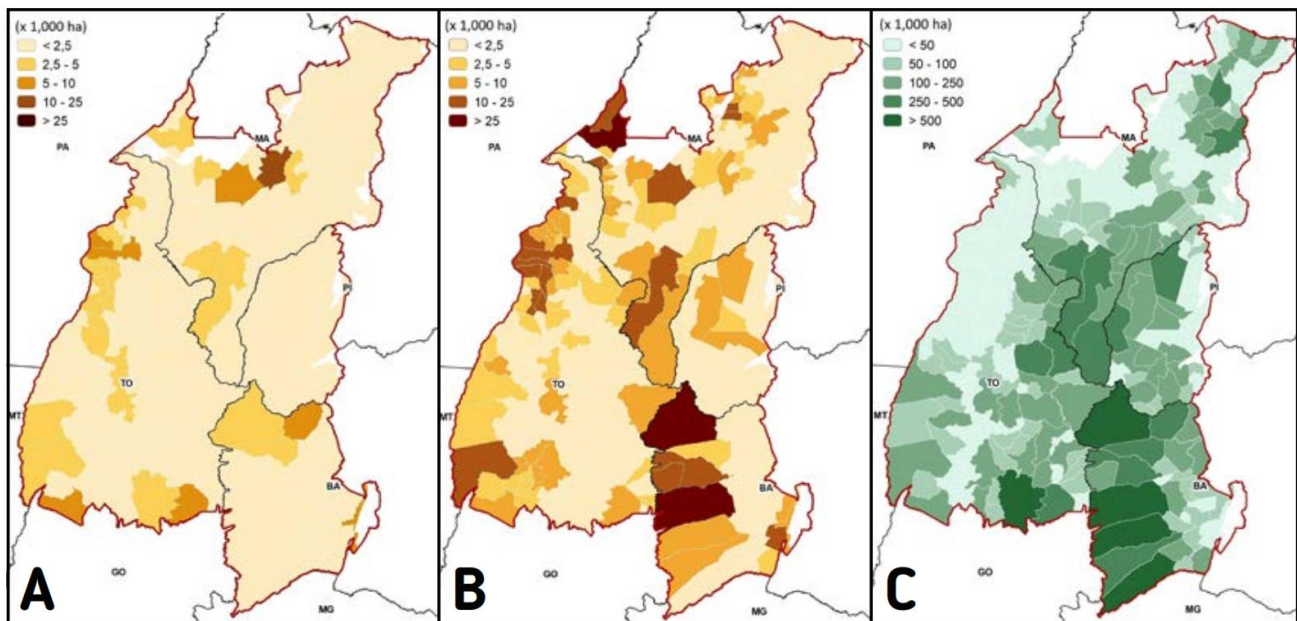 (x 1,000 ha)
< 2,5
2,5 - 5
5 - 10
10 - 25
> 25
PA
MA
PI
TO
MT
BA
GO
MG
A
(x 1,000 ha)
< 2,5
2,5 - 5
5 - 10
10 - 25
> 25
PA
MA
PI
TO
MT
BA
GO
MG
B
(x 1,000 ha)
< 50
50 - 100
100 - 250
250 - 500
> 500
PA
MA
PI
TO
MT
BA
GO
MG
C